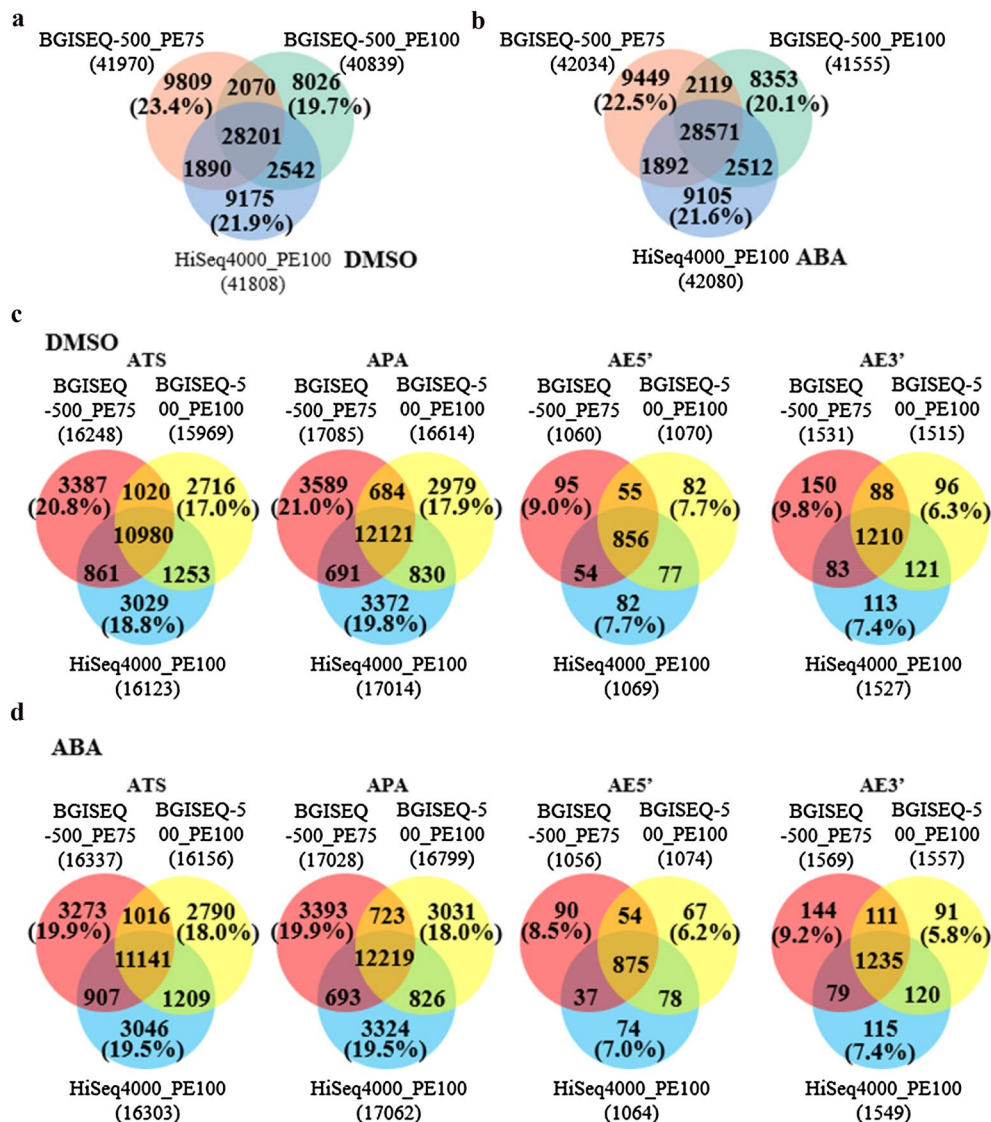 a
BGISEQ-500_PE75
(41970)
BGISEQ-500_PE100
(40839)
9809
(23.4%)
2070
8026
(19.7%)
28201
1890
2542
9175
(21.9%)
HiSeq4000_PE100
(41808)
DMSO
b
BGISEQ-500_PE75
(42034)
BGISEQ-500_PE100
(41555)
9449
(22.5%)
2119
8353
(20.1%)
28571
1892
2512
9105
(21.6%)
HiSeq4000_PE100
(42080)
ABA
c
DMSO
ATS
BGISEQ
-500_PE75
(16248)
BGISEQ-5
00_PE100
(15969)
3387
(20.8%)
1020
2716
(17.0%)
10980
861
1253
3029
(18.8%)
HiSeq4000_PE100
(16123)
APA
BGISEQ
-500_PE75
(17085)
BGISEQ-5
00_PE100
(16614)
3589
(21.0%)
684
2979
(17.9%)
12121
691
830
3372
(19.8%)
HiSeq4000_PE100
(17014)
AE5’
BGISEQ
-500_PE75
(1060)
BGISEQ-5
00_PE100
(1070)
95
(9.0%)
55
82
(7.7%)
856
54
77
82
(7.7%)
HiSeq4000_PE100
(1069)
AE3’
BGISEQ
-500_PE75
(1531)
BGISEQ-5
00_PE100
(1515)
150
(9.8%)
88
96
(6.3%)
1210
83
121
113
(7.4%)
HiSeq4000_PE100
(1527)
d
ABA
ATS
BGISEQ
-500_PE75
(16337)
BGISEQ-5
00_PE100
(16156)
3273
(19.9%)
1016
2790
(18.0%)
11141
907
1209
3046
(19.5%)
HiSeq4000_PE100
(16303)
APA
BGISEQ
-500_PE75
(17028)
BGISEQ-5
00_PE100
(16799)
3393
(19.9%)
723
3031
(18.0%)
12219
693
826
3324
(19.5%)
HiSeq4000_PE100
(17062)
AE5’
BGISEQ
-500_PE75
(1056)
BGISEQ-5
00_PE100
(1074)
90
(8.5%)
54
67
(6.2%)
875
37
78
74
(7.0%)
HiSeq4000_PE100
(1064)
AE3’
BGISEQ
-500_PE75
(1569)
BGISEQ-5
00_PE100
(1557)
144
(9.2%)
111
91
(5.8%)
1235
79
120
115
(7.4%)
HiSeq4000_PE100
(1549)